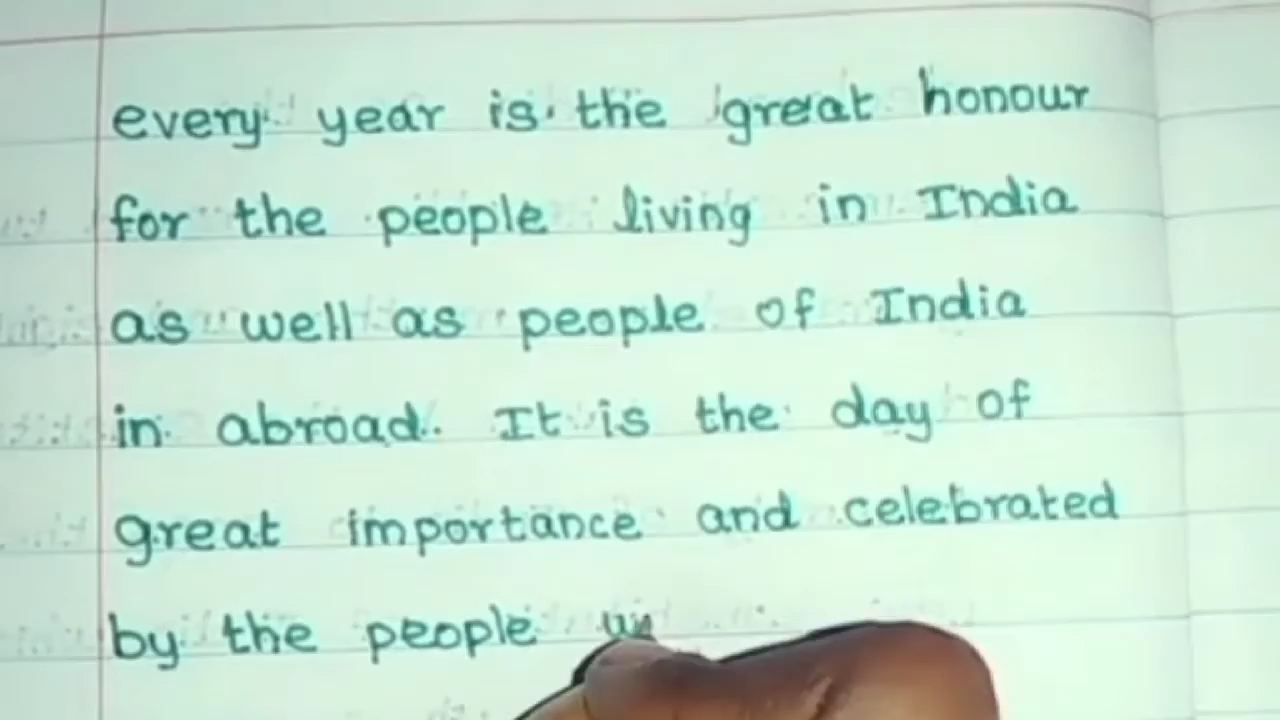 every year is the great honour
for the people living in India
as well as people of India
in abroad. It is the day of
great importance and celebrated
by the people